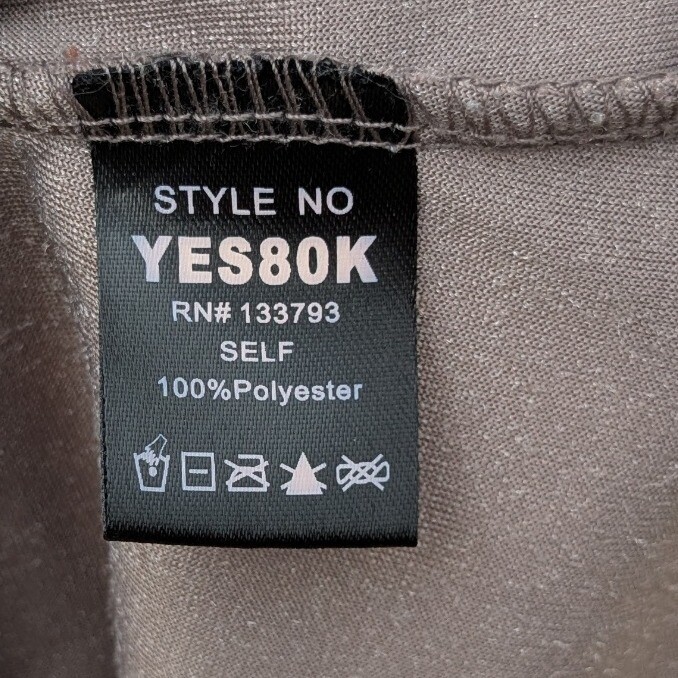 STYLE NO
YES80K
RN# 133793
SELF
100%Polyester